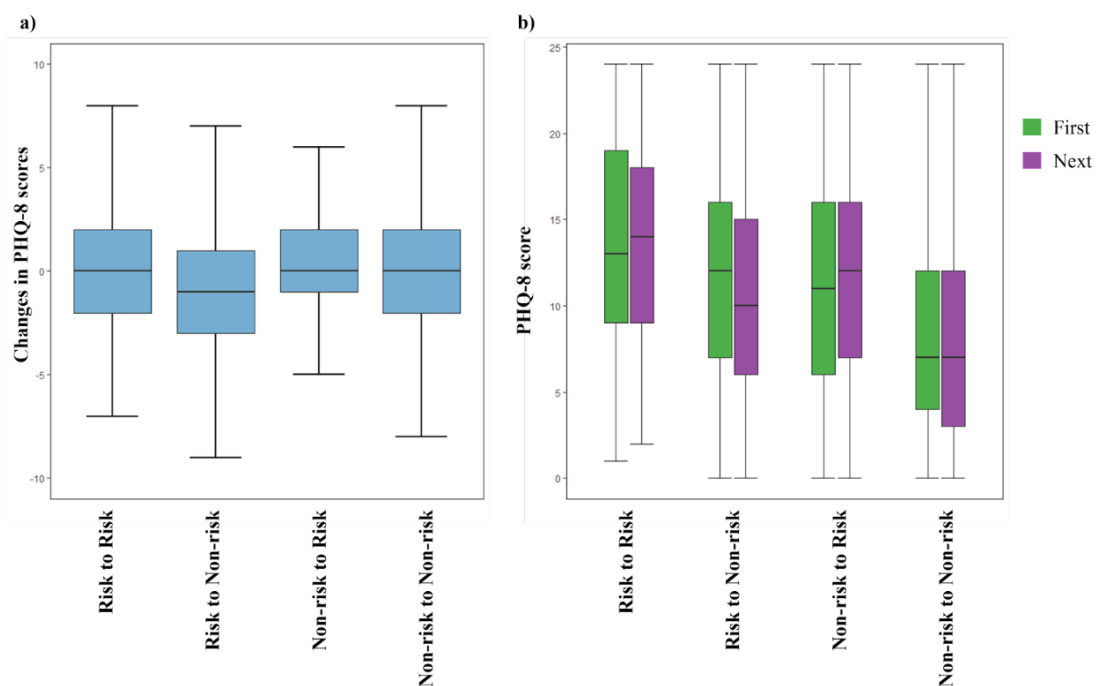 a)
Changes in PHQ-8 scores
10
5
0
-5
-10
Risk to Risk
Risk to Non-risk
Non-risk to Risk
Non-risk to Non-risk
b)
PHQ-8 score
25
20
15
10
5
0
Risk to Risk
Risk to Non-risk
Non-risk to Risk
Non-risk to Non-risk
First
Next